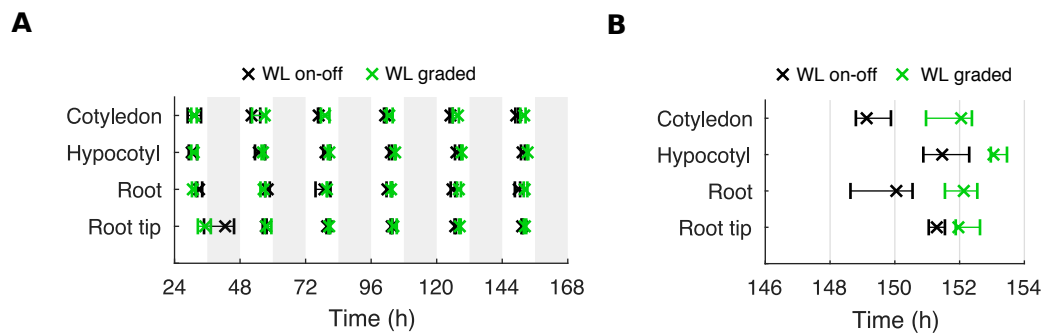 A
WL on-off WL graded
Cotyledon
Hypocotyl
Root
Root tip
24 48 72 96 120 144 168
Time (h)
B
WL on-off WL graded
Cotyledon
Hypocotyl
Root
Root tip
146 148 150 152 154
Time (h)